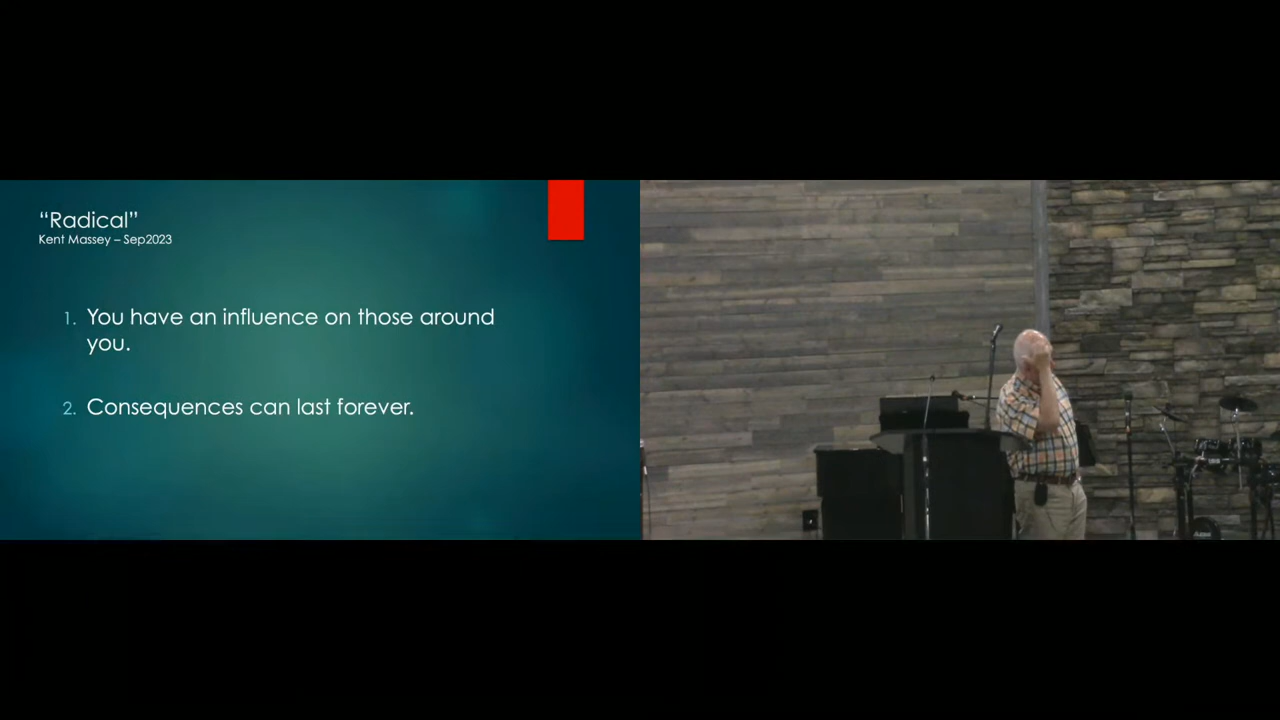 “Radical”
Kent Massey – Sep2023
1. You have an influence on those around
you.
2. Consequences can last forever.